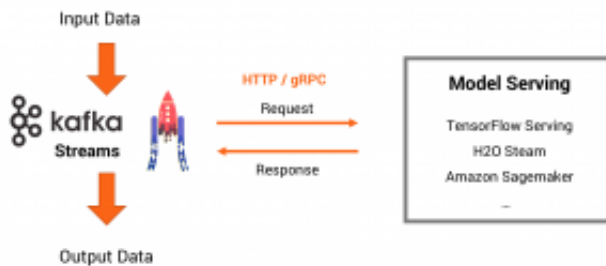 Input Data
kafka
Streams
Output Data
HTTP / gRPC
Request
Response
Model Serving
TensorFlow Serving
H2O Steam
Amazon Sagemaker
...